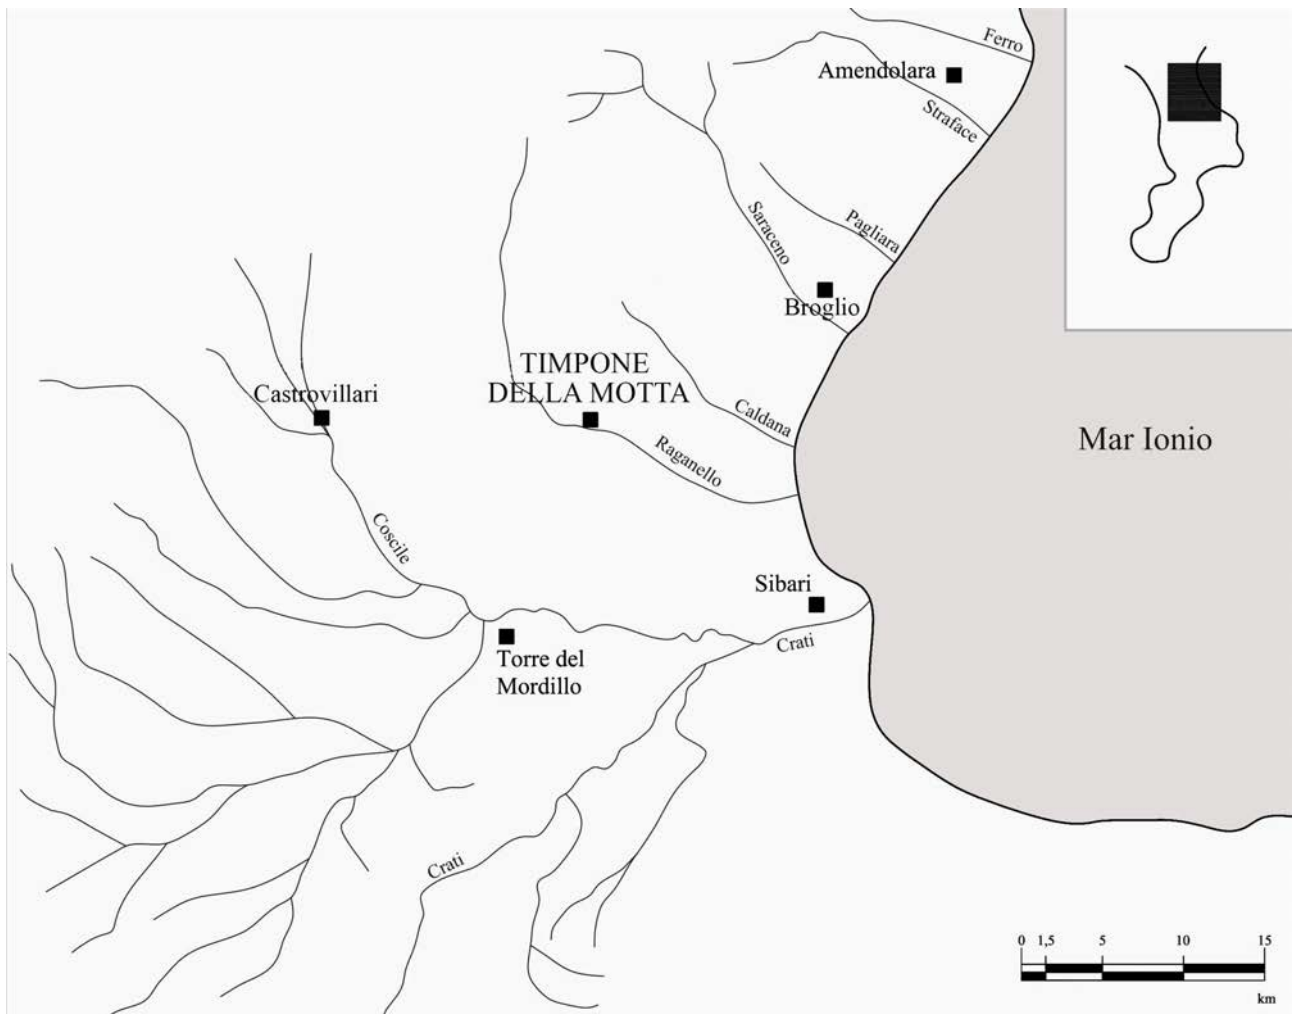 Ferro
Amendolara
Straface
Saraceno
Pagliara
Broglio
TIMPONE
DELLA MOTTA
Castrovillari
Caldana
Mar Ionio
Raganello
Coscile
Sibari
Crati
Torre del
Mordillo
Crati
0 1,5 5 10 15
km